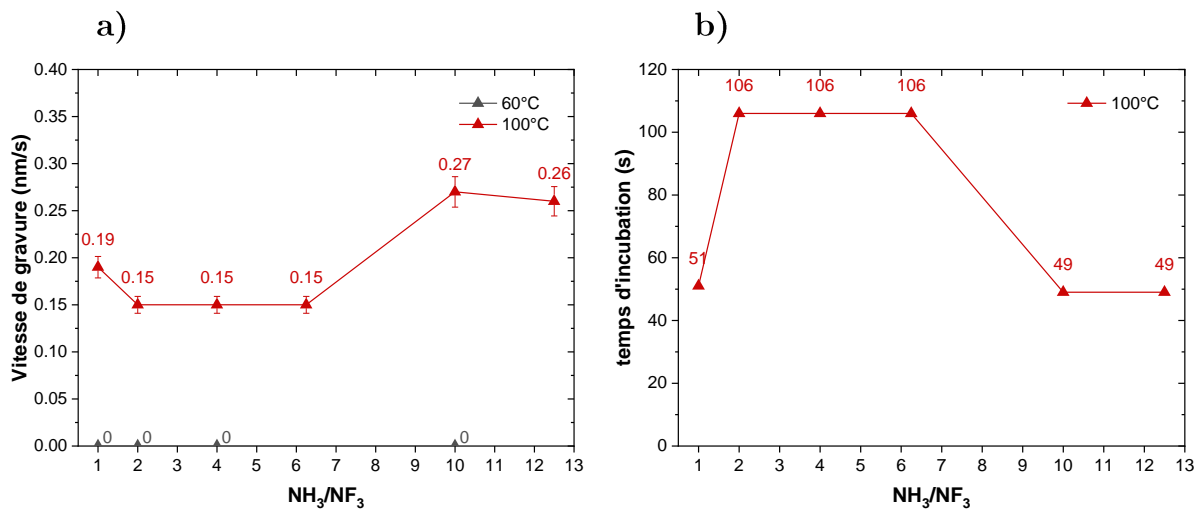 a)
0.40
0.35
0.30
0.25
0.20
0.15
0.10
0.05
0.00
Vitesse de gravure (nm/s)
60°C
100°C
0.19
0.15
0.15
0.15
0.27
0.26
0
0
0
0
1 2 3 4 5 6 7 8 9 10 11 12 13
NH₃/NF₃
b)
120
100
80
60
40
20
0
temps d'incubation (s)
100°C
51
106
106
106
49
49
1 2 3 4 5 6 7 8 9 10 11 12 13
NH₃/NF₃